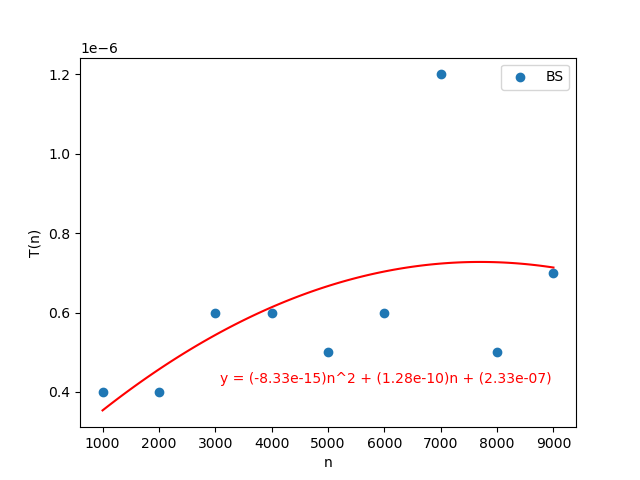 1e−6
1.2
1.0
0.8
0.6
0.4
T(n)
BS
y = (-8.33e-15)n^2 + (1.28e-10)n + (2.33e-07)
1000 2000 3000 4000 5000 6000 7000 8000 9000
n